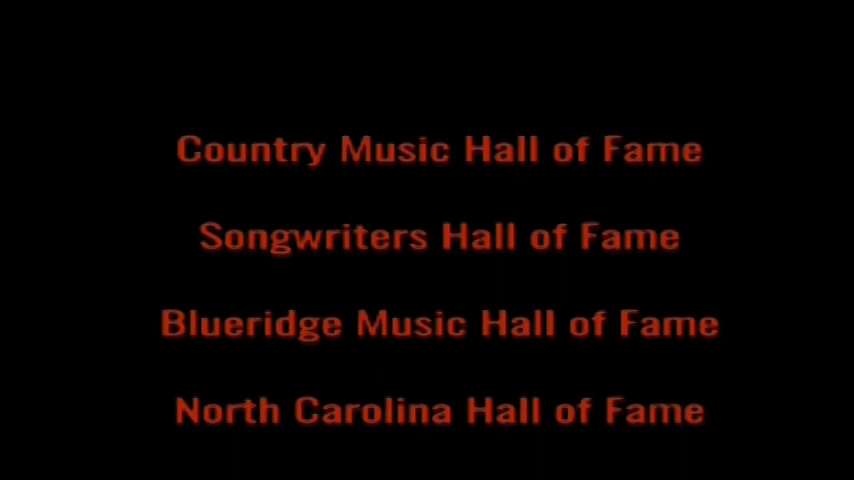 Country Music Hall of Fame
Songwriters Hall of Fame
Blueridge Music Hall of Fame
North Carolina Hall of Fame